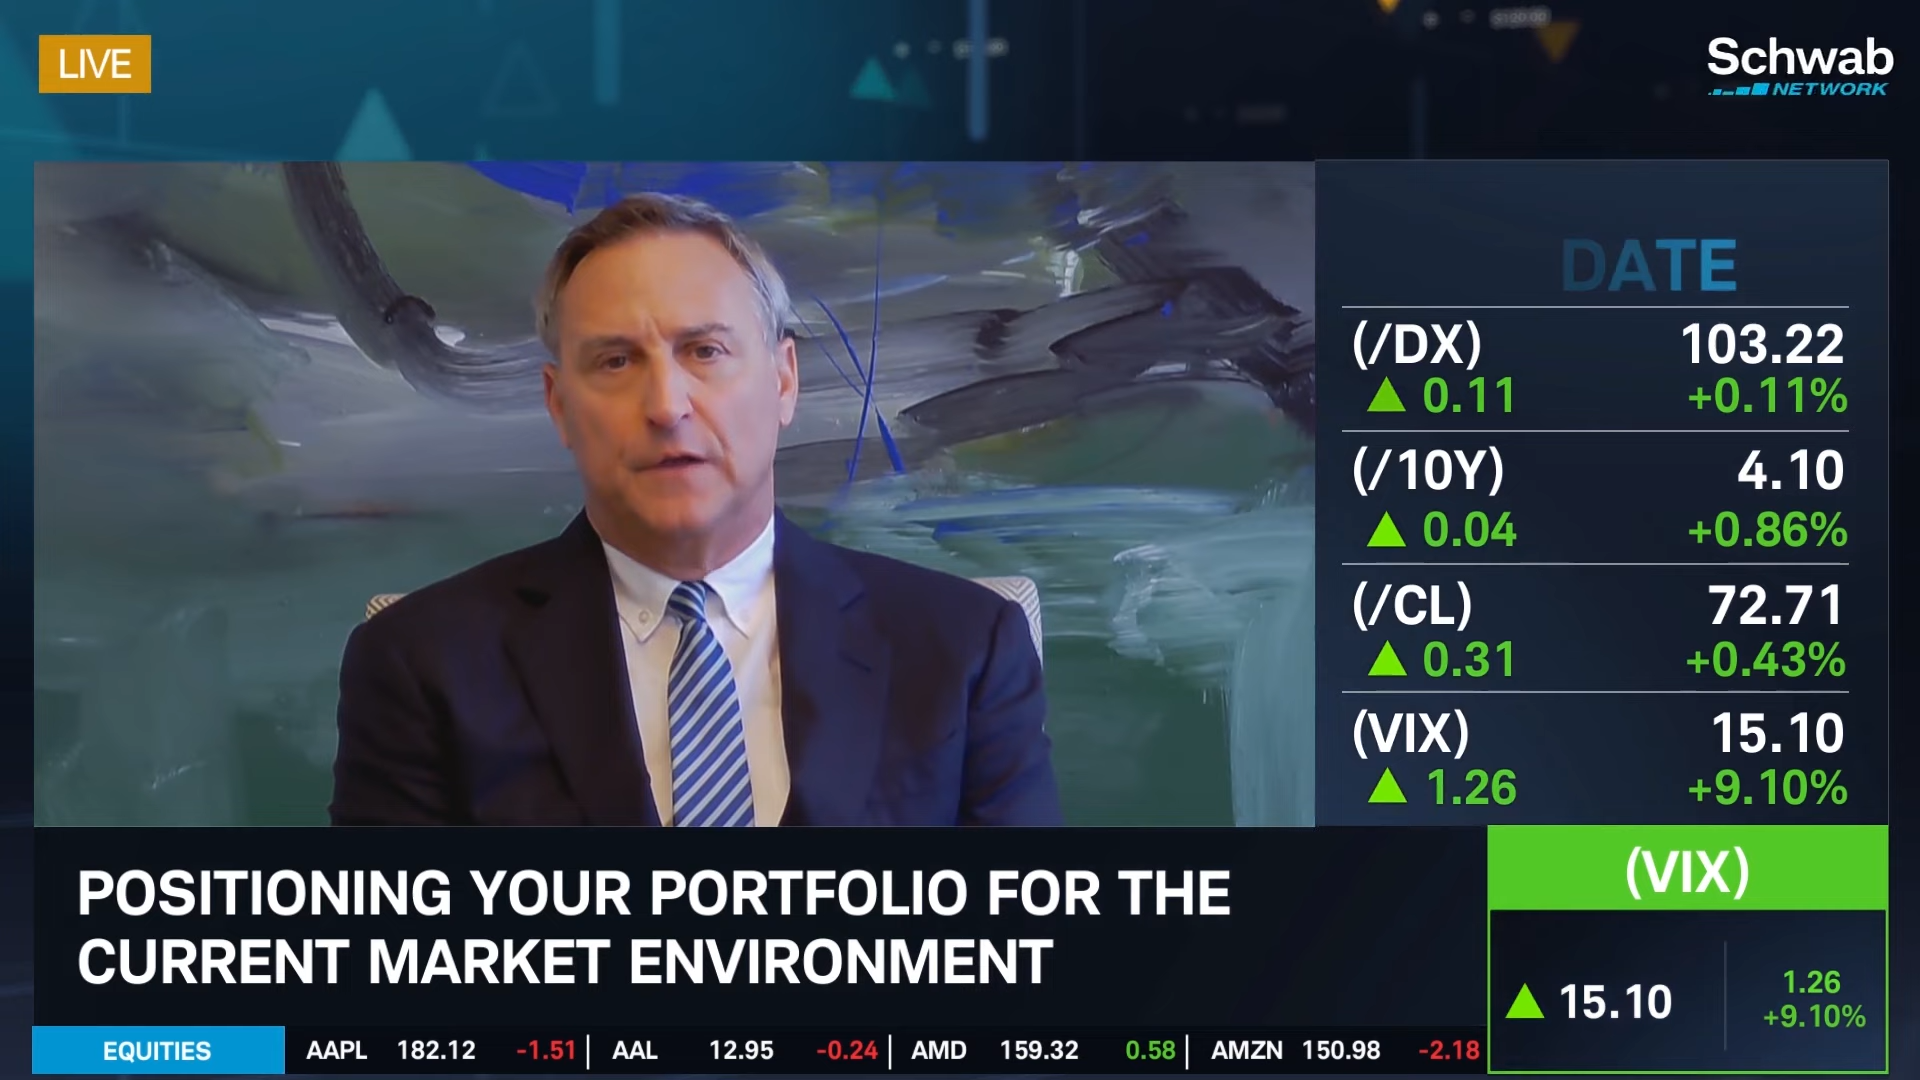 LIVE
$120.00
Schwab
NETWORK
DATE
(/DX) 103.22
▲ 0.11 +0.11%
(/10Y) 4.10
▲ 0.04 +0.86%
(/CL) 72.71
▲ 0.31 +0.43%
(VIX) 15.10
▲ 1.26 +9.10%
POSITIONING YOUR PORTFOLIO FOR THE
CURRENT MARKET ENVIRONMENT
(VIX)
▲ 15.10
1.26
+9.10%
EQUITIES AAPL 182.12 -1.51 | AAL 12.95 -0.24 | AMD 159.32 0.58 | AMZN 150.98 -2.18